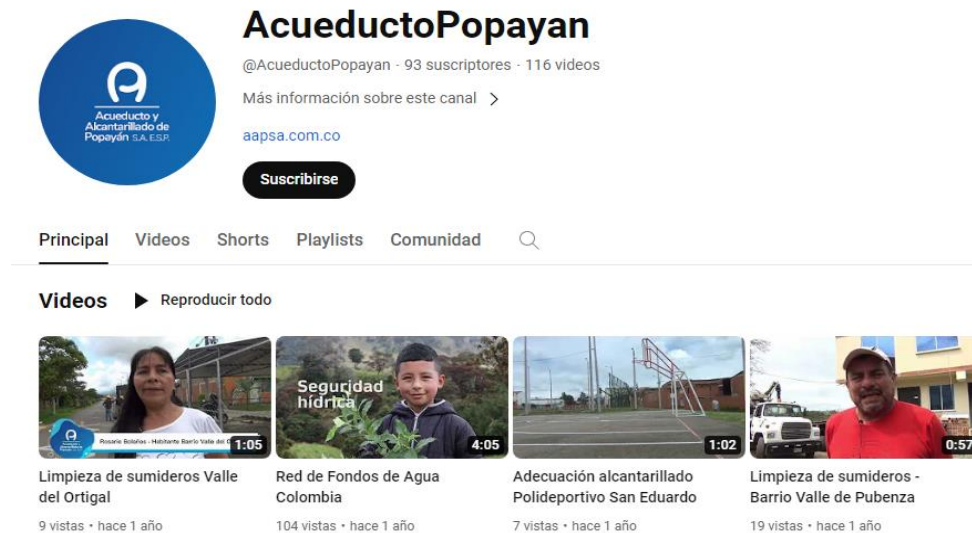 AcueductoPopayan
@AcueductoPopayan · 93 suscriptores · 116 videos
Más información sobre este canal >
aapsa.com.co
Suscribirse
Acueducto y
Alcantarillado de
Popayán S.A. E.S.P.
Principal Videos Shorts Playlists Comunidad
Videos Reproducir todo
Rosario Bolaños - Habitante Barrio Valle del O
1:05
Seguridad
hídrica
4:05
1:02
0:57
Limpieza de sumideros Valle
del Ortigal
9 vistas • hace 1 año
Red de Fondos de Agua
Colombia
104 vistas • hace 1 año
Adecuación alcantarillado
Polideportivo San Eduardo
7 vistas • hace 1 año
Limpieza de sumideros -
Barrio Valle de Pubenza
19 vistas • hace 1 año